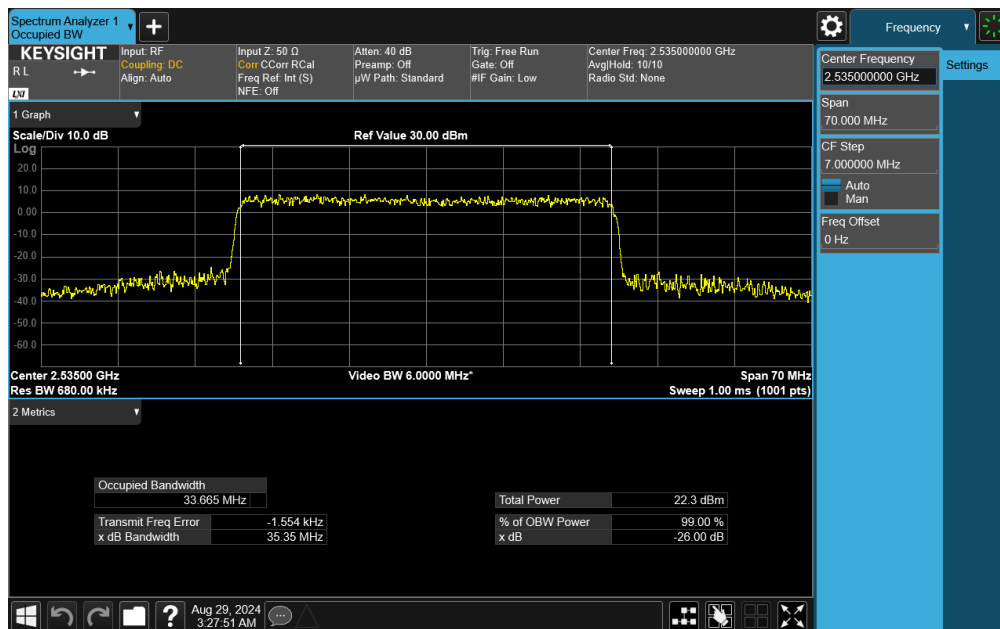 Spectrum Analyzer 1
Occupied BW
Frequency
KEYSIGHT
R L
LXI
Input: RF
Coupling: DC
Align: Auto
Input Z: 50 Ω
Corr CCorr RCal
Freq Ref: Int (S)
NFE: Off
Atten: 40 dB
Preamp: Off
µW Path: Standard
Trig: Free Run
Gate: Off
#IF Gain: Low
Center Freq: 2.535000000 GHz
Avg|Hold: 10/10
Radio Std: None
Center Frequency
2.535000000 GHz
Settings
Span
70.000 MHz
CF Step
7.000000 MHz
Auto
Man
Freq Offset
0 Hz
1 Graph
Scale/Div 10.0 dB
Ref Value 30.00 dBm
Log
20.0
10.0
0.00
-10.0
-20.0
-30.0
-40.0
-50.0
-60.0
Center 2.53500 GHz
Video BW 6.0000 MHz*
Span 70 MHz
Res BW 680.00 kHz
Sweep 1.00 ms (1001 pts)
2 Metrics
Occupied Bandwidth
33.665 MHz
Total Power 22.3 dBm
Transmit Freq Error -1.554 kHz
% of OBW Power 99.00 %
x dB Bandwidth 35.35 MHz
x dB -26.00 dB
Aug 29, 2024
3:27:51 AM